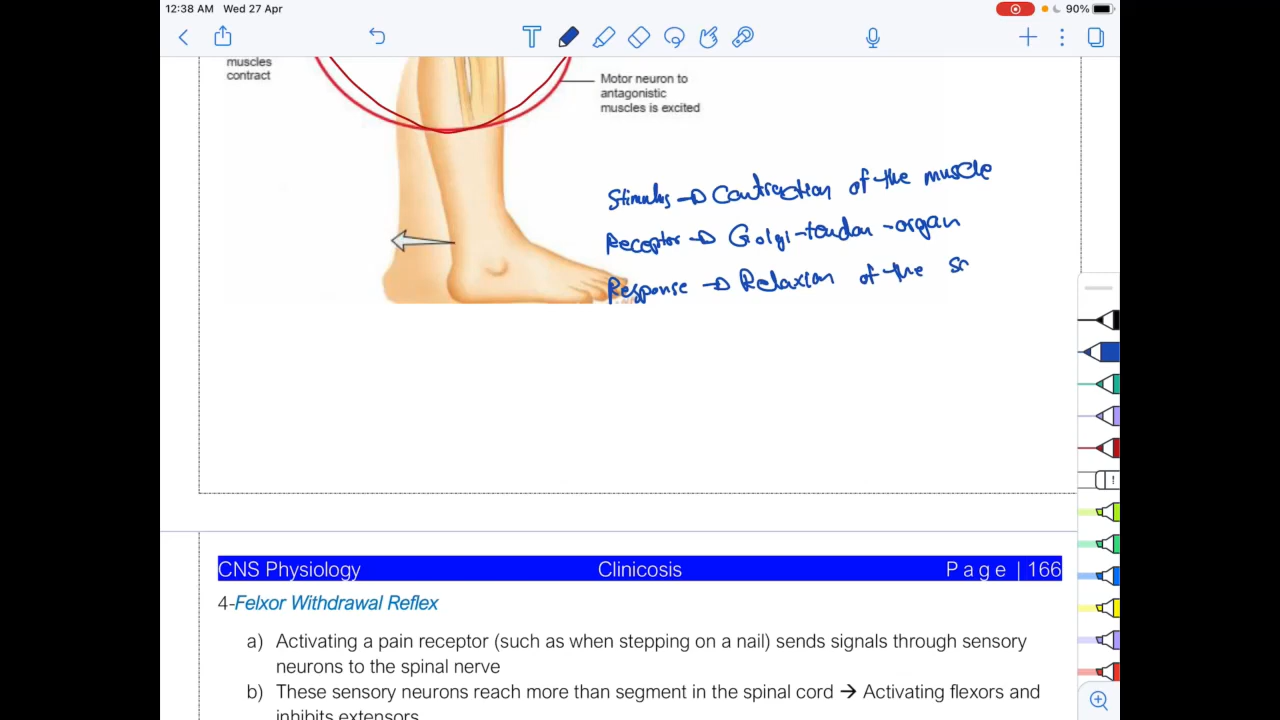 12:38 AM Wed 27 Apr
90%
muscles
contract
Motor neuron to
antagonistic
muscles is excited
Stimulus → Contraction of the muscle
Receptor → Golgi-tendon-organ
Response → Relaxion of the s
CNS Physiology Clinicosis Page | 166
4-Felxor Withdrawal Reflex
a) Activating a pain receptor (such as when stepping on a nail) sends signals through sensory
neurons to the spinal nerve
b) These sensory neurons reach more than segment in the spinal cord → Activating flexors and
inhibits extensors